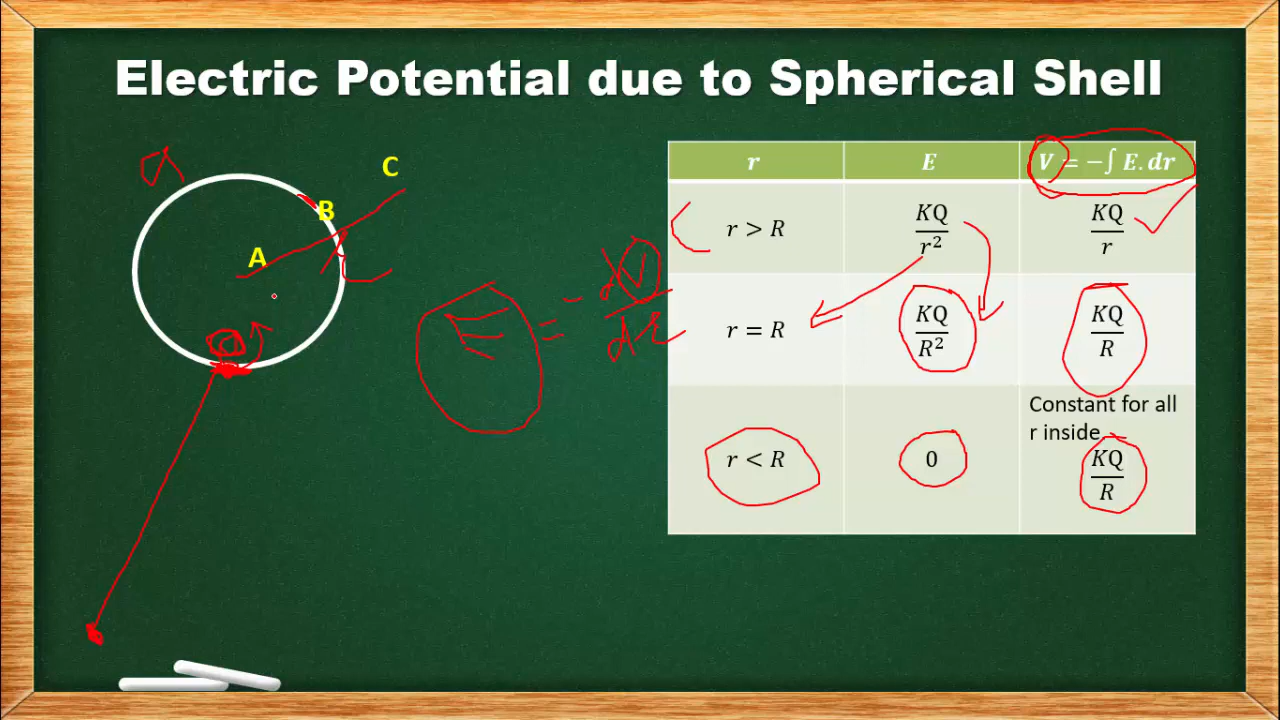 Electric Potential due to Spherical Shell
C
B
A
r E V = −∫ E.dr
r > R KQ/r² KQ/r
r = R KQ/R² KQ/R
Constant for all
r inside
r < R 0 KQ/R
E = - dV/dr